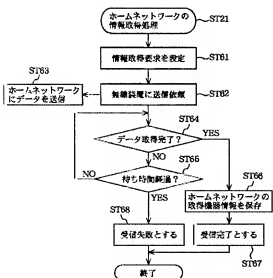 ホームネットワークの
情報取得処理
ST21
情報取得要求を設定
ST61
ST63
ホームネットワーク
にデータを送信
無線装置に送信依頼
ST62
ST64
データ取得完了?
YES
NO
ST65
待ち時間経過?
NO
YES
ST66
ホームネットワークの
取得機器情報を保存
ST68
受信失敗とする
受信完了とする
ST67
終了